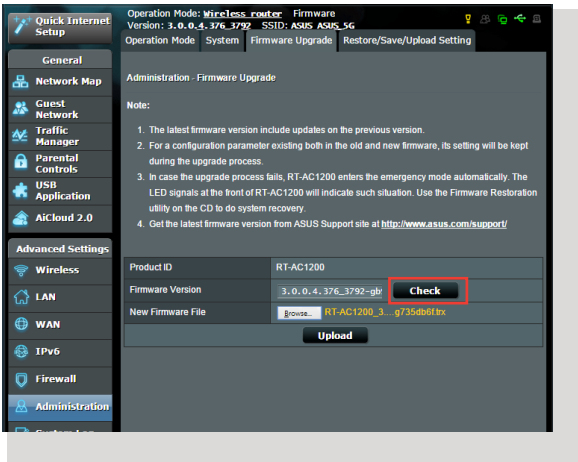 Quick Internet
Setup
General
Network Map
Guest
Network
Traffic
Manager
Parental
Controls
USB
Application
AiCloud 2.0
Advanced Settings
Wireless
LAN
WAN
IPv6
Firewall
Administration
Operation Mode: Wireless router Firmware
Version: 3.0.0.4.376_3792 SSID: ASUS ASUS_5G
Operation Mode System Firmware Upgrade Restore/Save/Upload Setting
Administration - Firmware Upgrade
Note:
1. The latest firmware version include updates on the previous version.
2. For a configuration parameter existing both in the old and new firmware, its setting will be kept
during the upgrade process.
3. In case the upgrade process fails, RT-AC1200 enters the emergency mode automatically. The
LED signals at the front of RT-AC1200 will indicate such situation. Use the Firmware Restoration
utility on the CD to do system recovery.
4. Get the latest firmware version from ASUS Support site at http://www.asus.com/support/
Product ID RT-AC1200
Firmware Version 3.0.0.4.376_3792-gb Check
New Firmware File Browse... RT-AC1200_3....g735db6f.trx
Upload